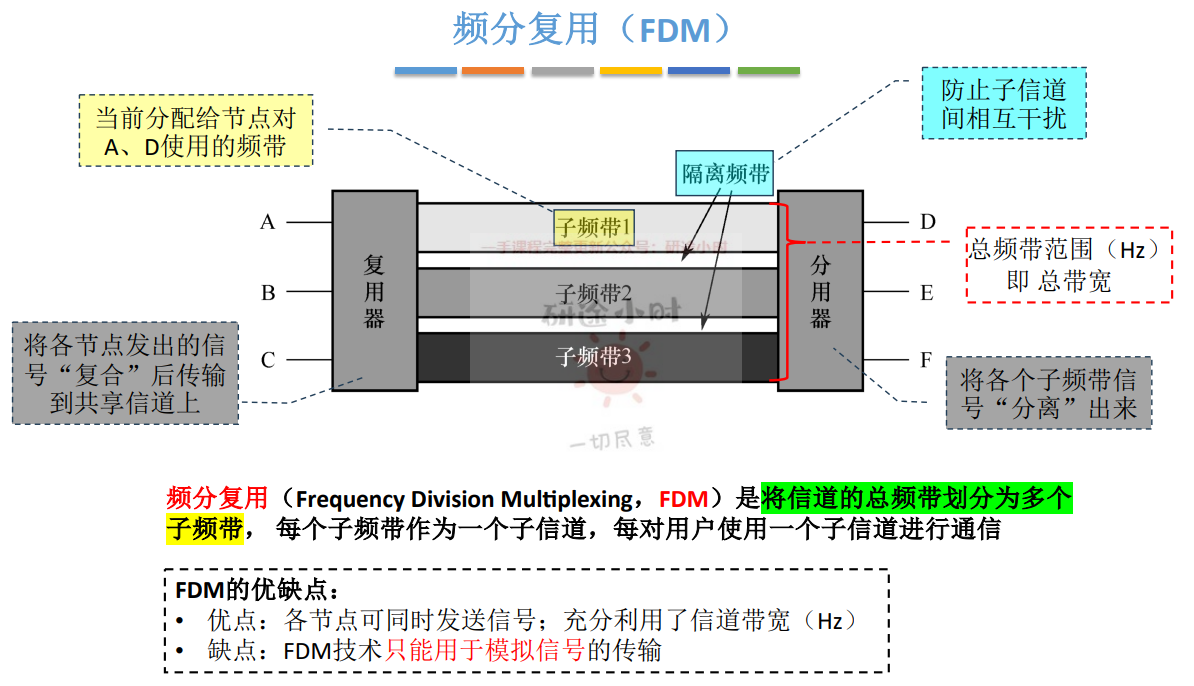 频分复用（FDM）
当前分配给节点对
A、D使用的频带
防止子信道
间相互干扰
隔离频带
A
子频带1
D
一手课程完整更新公众号：研途小时
总频带范围（Hz）
即 总带宽
复用器
分用器
B
子频带2
E
研途小时
将各节点发出的信
号“复合”后传输
到共享信道上
C
子频带3
F
将各个子频带信
号“分离”出来
一切尽意
频分复用（Frequency Division Multiplexing，FDM）是将信道的总频带划分为多个
子频带， 每个子频带作为一个子信道，每对用户使用一个子信道进行通信
FDM的优缺点：
• 优点：各节点可同时发送信号；充分利用了信道带宽（Hz）
• 缺点：FDM技术只能用于模拟信号的传输